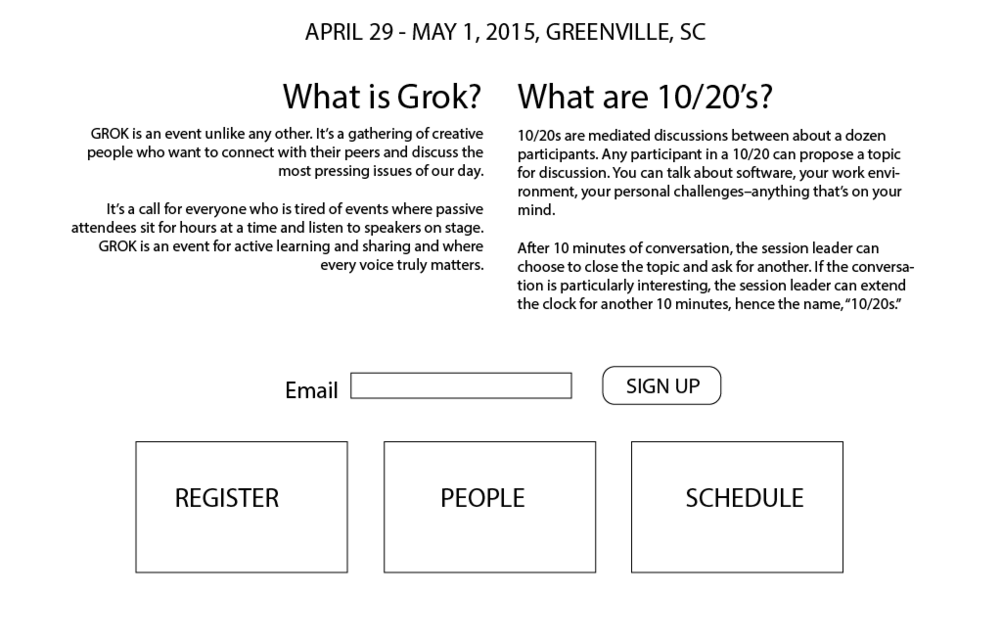 APRIL 29 - MAY 1, 2015, GREENVILLE, SC
What is Grok?
GROK is an event unlike any other. It's a gathering of creative
people who want to connect with their peers and discuss the
most pressing issues of our day.
It's a call for everyone who is tired of events where passive
attendees sit for hours at a time and listen to speakers on stage.
GROK is an event for active learning and sharing and where
every voice truly matters.
What are 10/20's?
10/20s are mediated discussions between about a dozen
participants. Any participant in a 10/20 can propose a topic
for discussion. You can talk about software, your work envi-
ronment, your personal challenges–anything that's on your
mind.
After 10 minutes of conversation, the session leader can
choose to close the topic and ask for another. If the conversa-
tion is particularly interesting, the session leader can extend
the clock for another 10 minutes, hence the name, “10/20s.”
Email
SIGN UP
REGISTER
PEOPLE
SCHEDULE